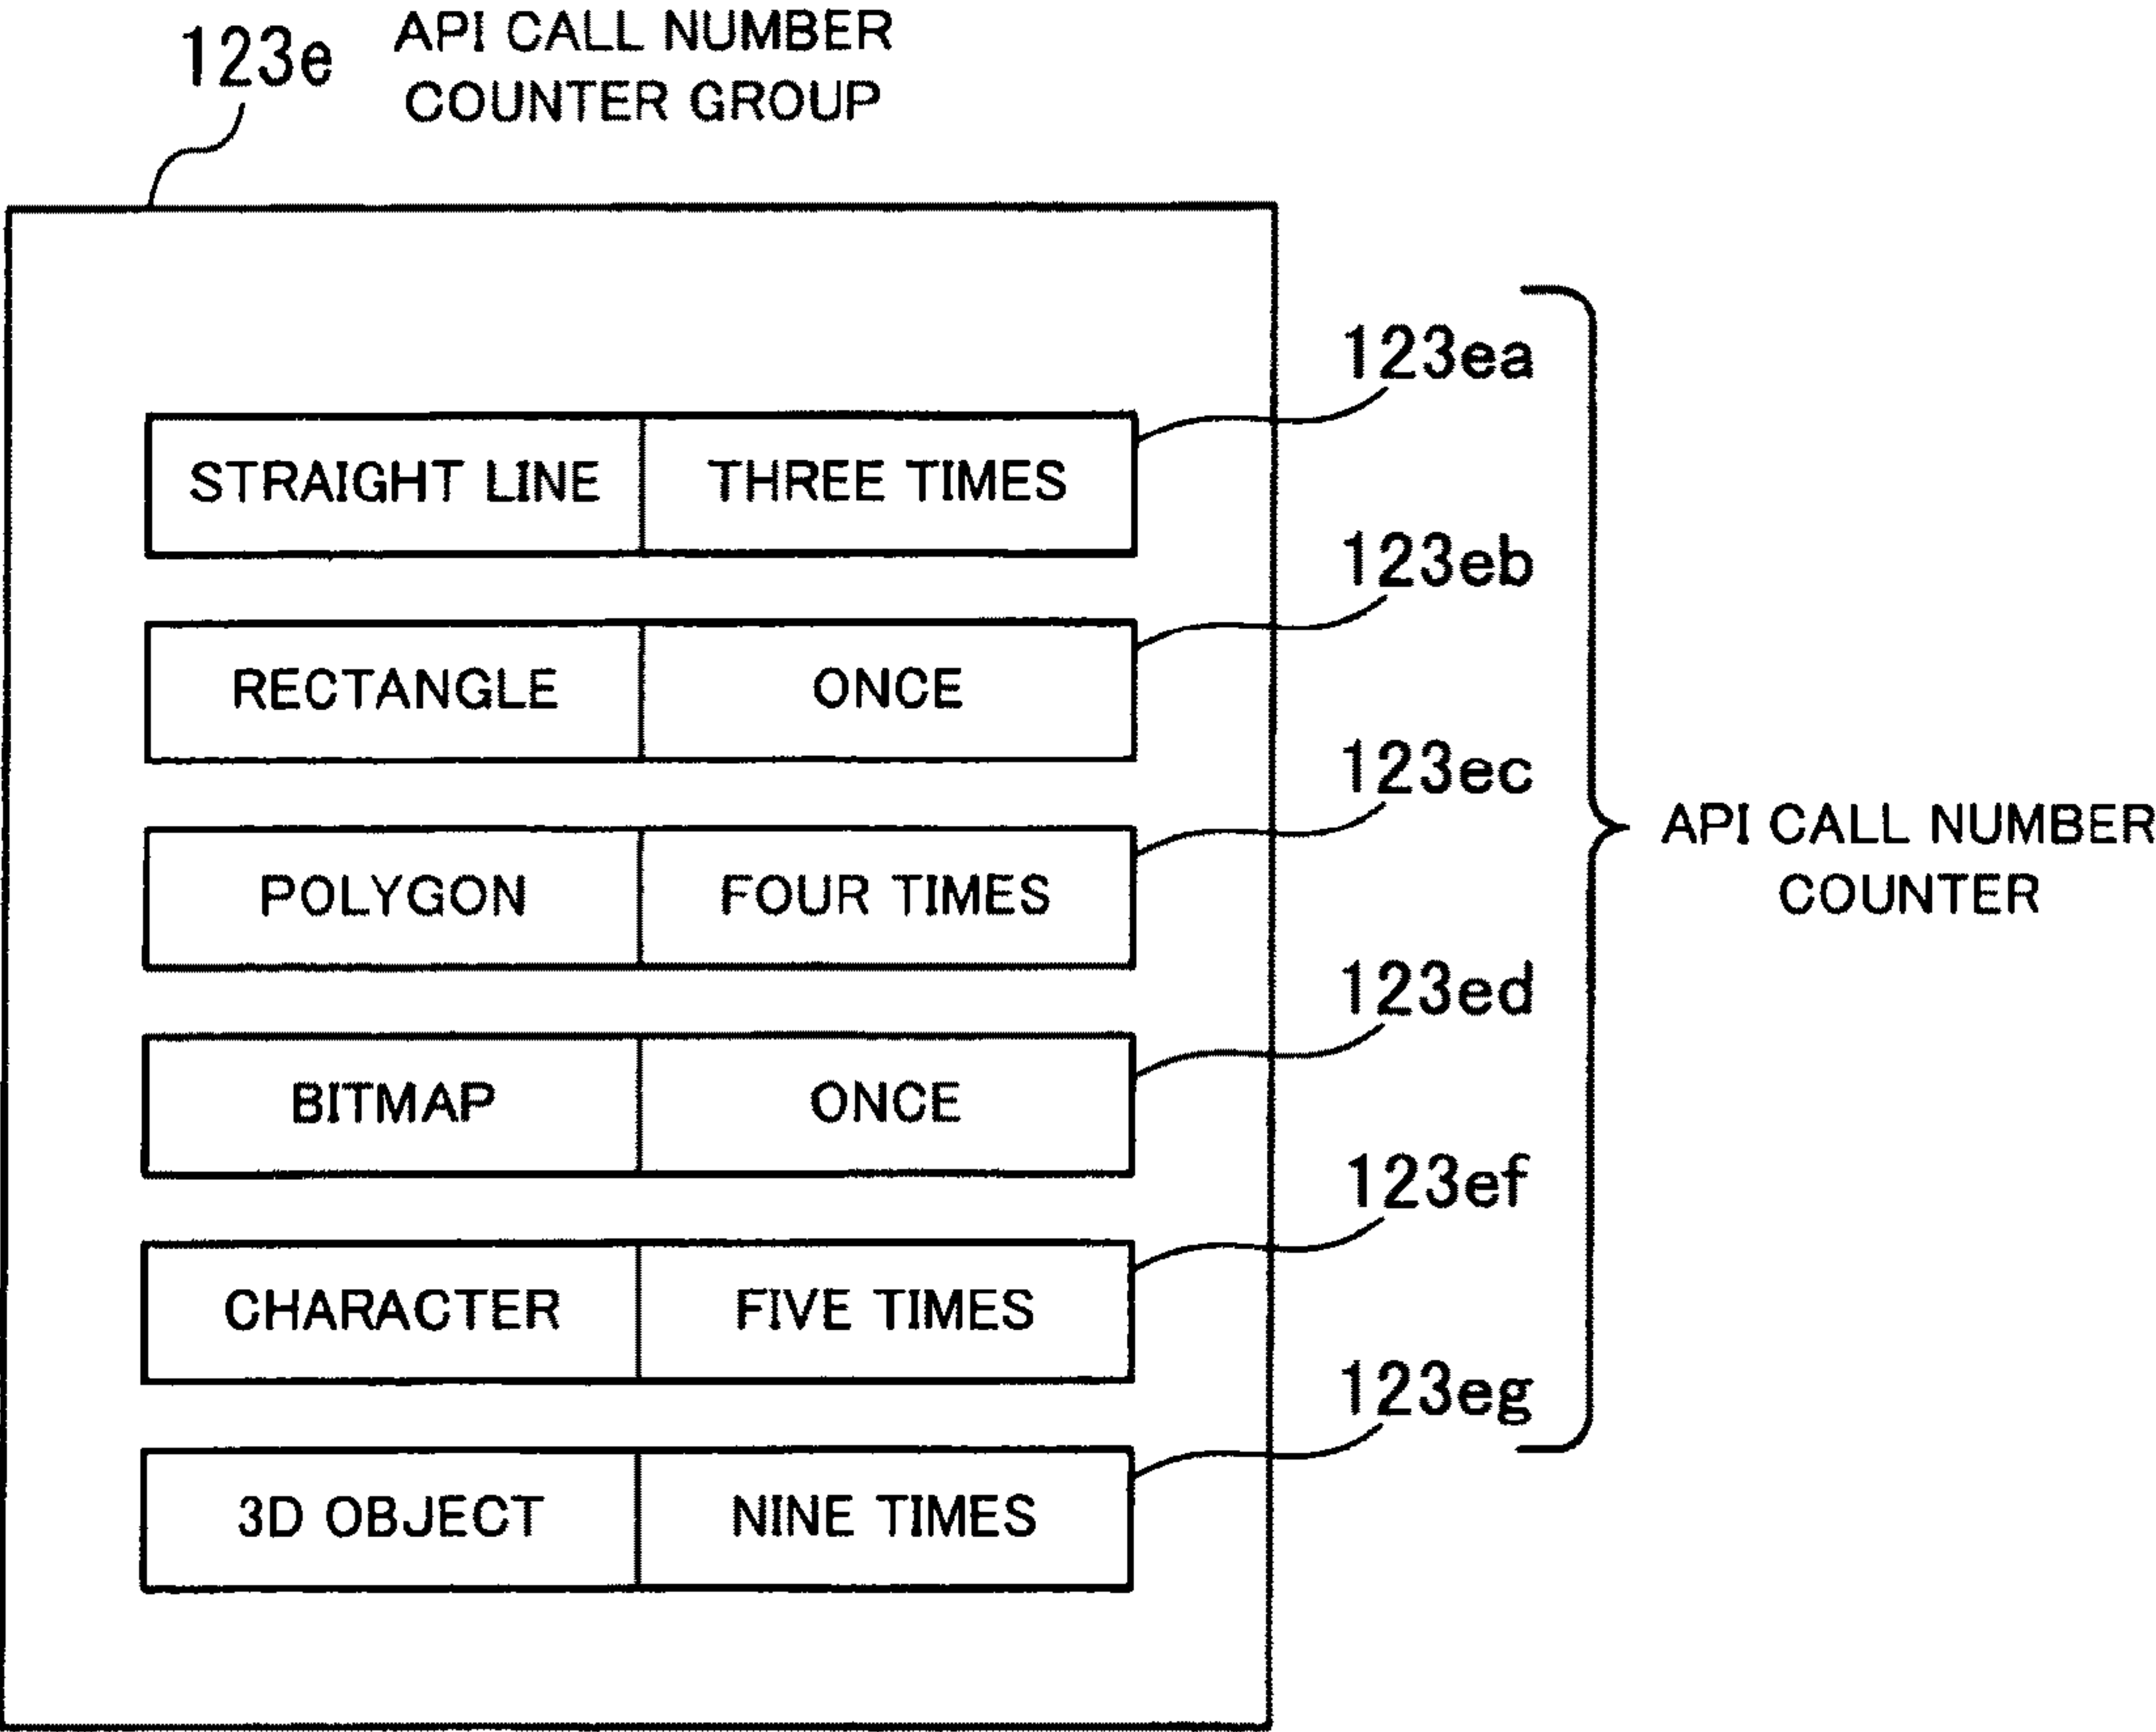 123e
API CALL NUMBER
COUNTER GROUP
123ea
STRAIGHT LINE THREE TIMES
123eb
RECTANGLE ONCE
123ec
POLYGON FOUR TIMES
API CALL NUMBER
COUNTER
123ed
BITMAP ONCE
123ef
CHARACTER FIVE TIMES
123eg
3D OBJECT NINE TIMES